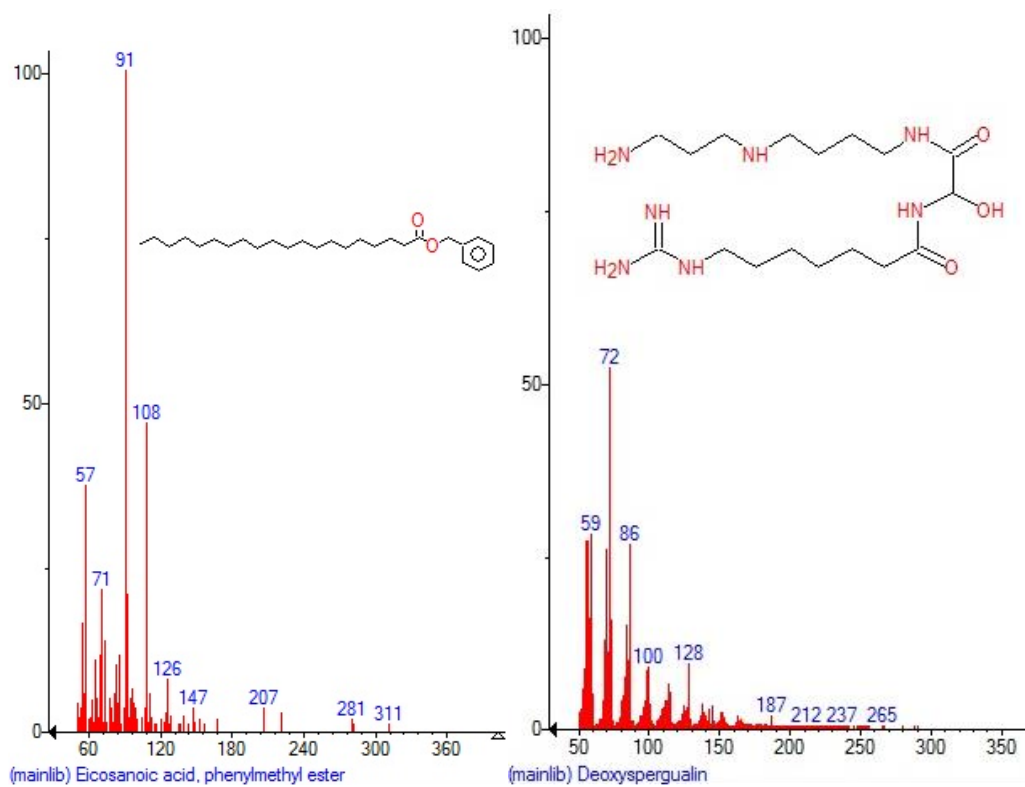 100
50
0
57
71
91
108
126
147
207
281
311
O
O
60
120
180
240
300
360
(mainlib) Eicosanoic acid, phenylmethyl ester
100
50
0
H2N
NH
NH
O
NH
HN
OH
H2N
NH
O
59
72
86
100
128
187
212
237
265
50
100
150
200
250
300
350
(mainlib) Deoxyspergualin